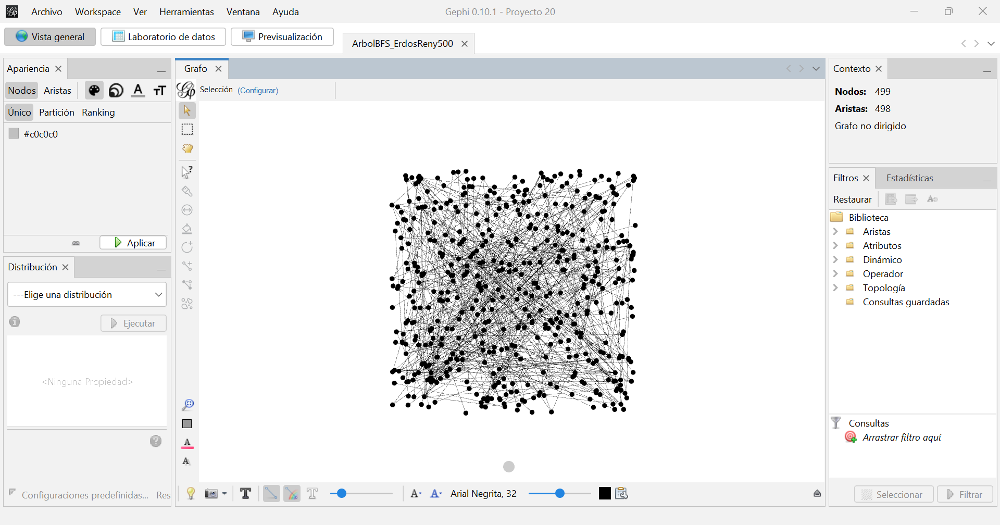 Archivo Workspace Ver Herramientas Ventana Ayuda
Gephi 0.10.1 - Proyecto 20
Vista general Laboratorio de datos Previsualización
ArbolBFS_ErdosReny500
Apariencia
Nodos Aristas
Único Partición Ranking
#c0c0c0
Aplicar
Distribución
---Elige una distribución
Ejecutar
<Ninguna Propiedad>
Configuraciones predefinidas... Res
Grafo
Selección (Configurar)
Arial Negrita, 32
Contexto
Nodos: 499
Aristas: 498
Grafo no dirigido
Filtros Estadísticas
Restaurar
Biblioteca
Aristas
Atributos
Dinámico
Operador
Topología
Consultas guardadas
Consultas
Arrastrar filtro aquí
Seleccionar Filtrar